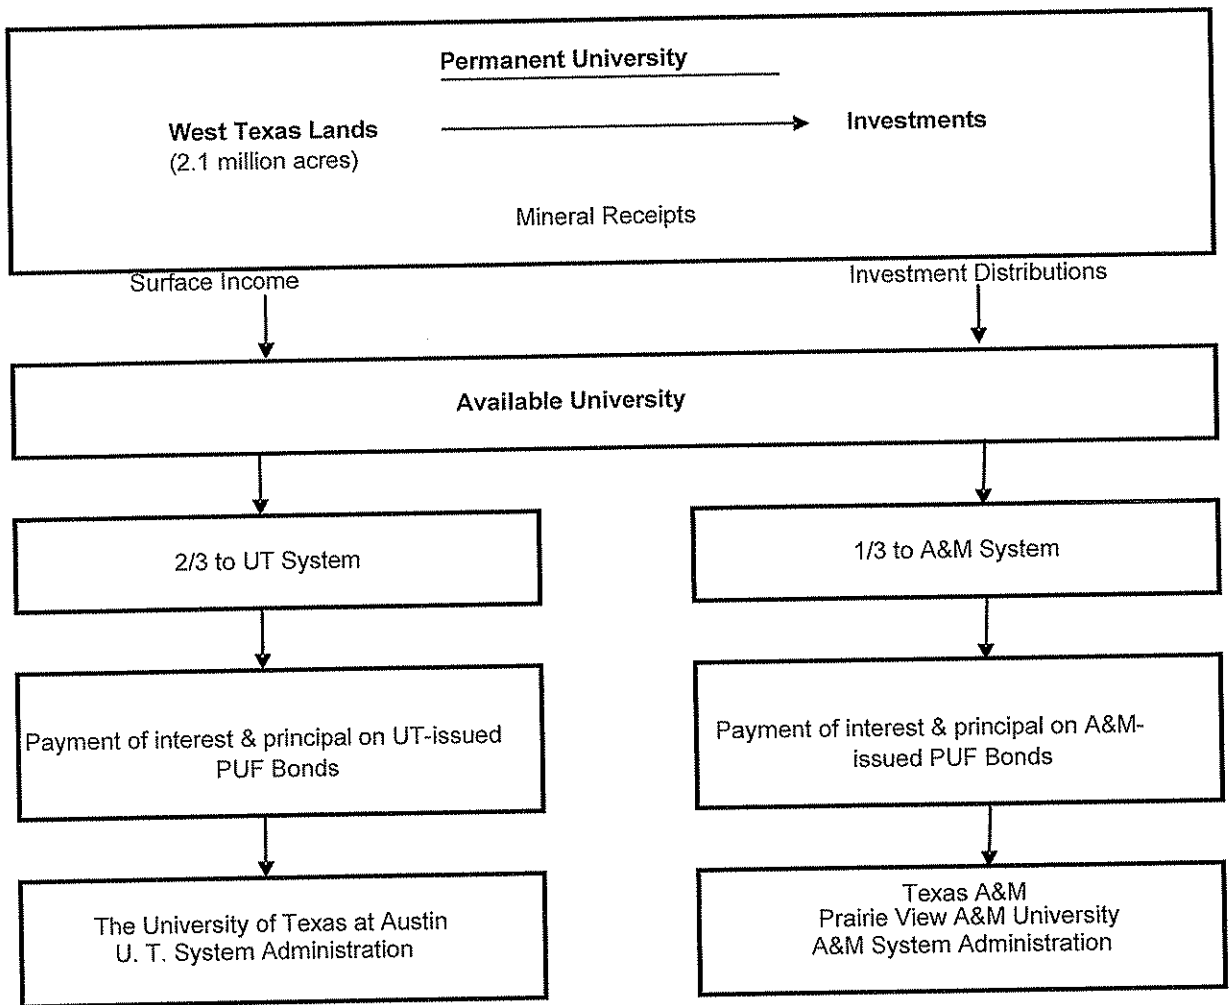 Permanent University
West Texas Lands
(2.1 million acres)
Investments
Mineral Receipts
Surface Income
Investment Distributions
Available University
2/3 to UT System
1/3 to A&M System
Payment of interest & principal on UT-issued
PUF Bonds
Payment of interest & principal on A&M-
issued PUF Bonds
The University of Texas at Austin
U. T. System Administration
Texas A&M
Prairie View A&M University
A&M System Administration